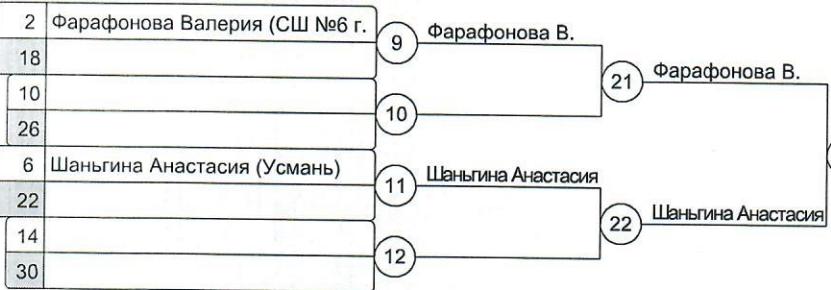 2 Фарафонова Валерия (СШ №6 г.
18
9 Фарафонова В.
10
26
10
21 Фарафонова В.
6 Шаньгина Анастасия (Усмань)
22
11 Шаньгина Анастасия
14
30
12
22 Шаньгина Анастасия